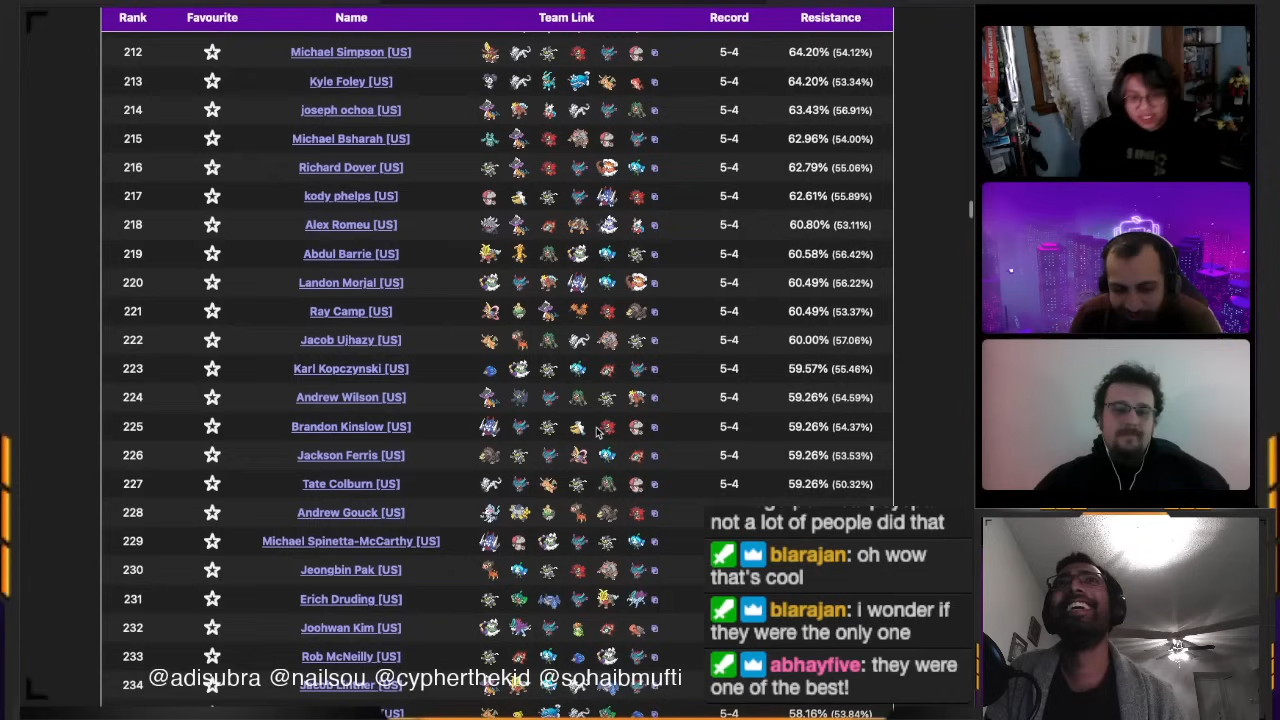 Rank Favourite Name Team Link Record Resistance
212 Michael Simpson [US] 5-4 64.20% (54.12%)
213 Kyle Foley [US] 5-4 64.20% (53.34%)
214 joseph ochoa [US] 5-4 63.43% (56.91%)
215 Michael Bsharah [US] 5-4 62.96% (54.00%)
216 Richard Dover [US] 5-4 62.79% (55.06%)
217 kody phelps [US] 5-4 62.61% (55.89%)
218 Alex Romeu [US] 5-4 60.80% (53.11%)
219 Abdul Barrie [US] 5-4 60.58% (56.42%)
220 Landon Morjal [US] 5-4 60.49% (56.22%)
221 Ray Camp [US] 5-4 60.49% (53.37%)
222 Jacob Ujhazy [US] 5-4 60.00% (57.06%)
223 Karl Kopczynski [US] 5-4 59.57% (55.46%)
224 Andrew Wilson [US] 5-4 59.26% (54.59%)
225 Brandon Kinslow [US] 5-4 59.26% (54.37%)
226 Jackson Ferris [US] 5-4 59.26% (53.53%)
227 Tate Colburn [US] 5-4 59.26% (50.32%)
228 Andrew Gouck [US]
229 Michael Spinetta-McCarthy [US]
230 Jeongbin Pak [US]
231 Erich Druding [US]
232 Joohwan Kim [US]
233 Rob McNeilly [US]
234 [US]
[US] 5-4 58.16% (53.84%)
not a lot of people did that
blarajan: oh wow
that's cool
blarajan: i wonder if
they were the only one
abhayfive: they were
one of the best!
@adisubra @nailsou @cypherthekid @sohaibmufti